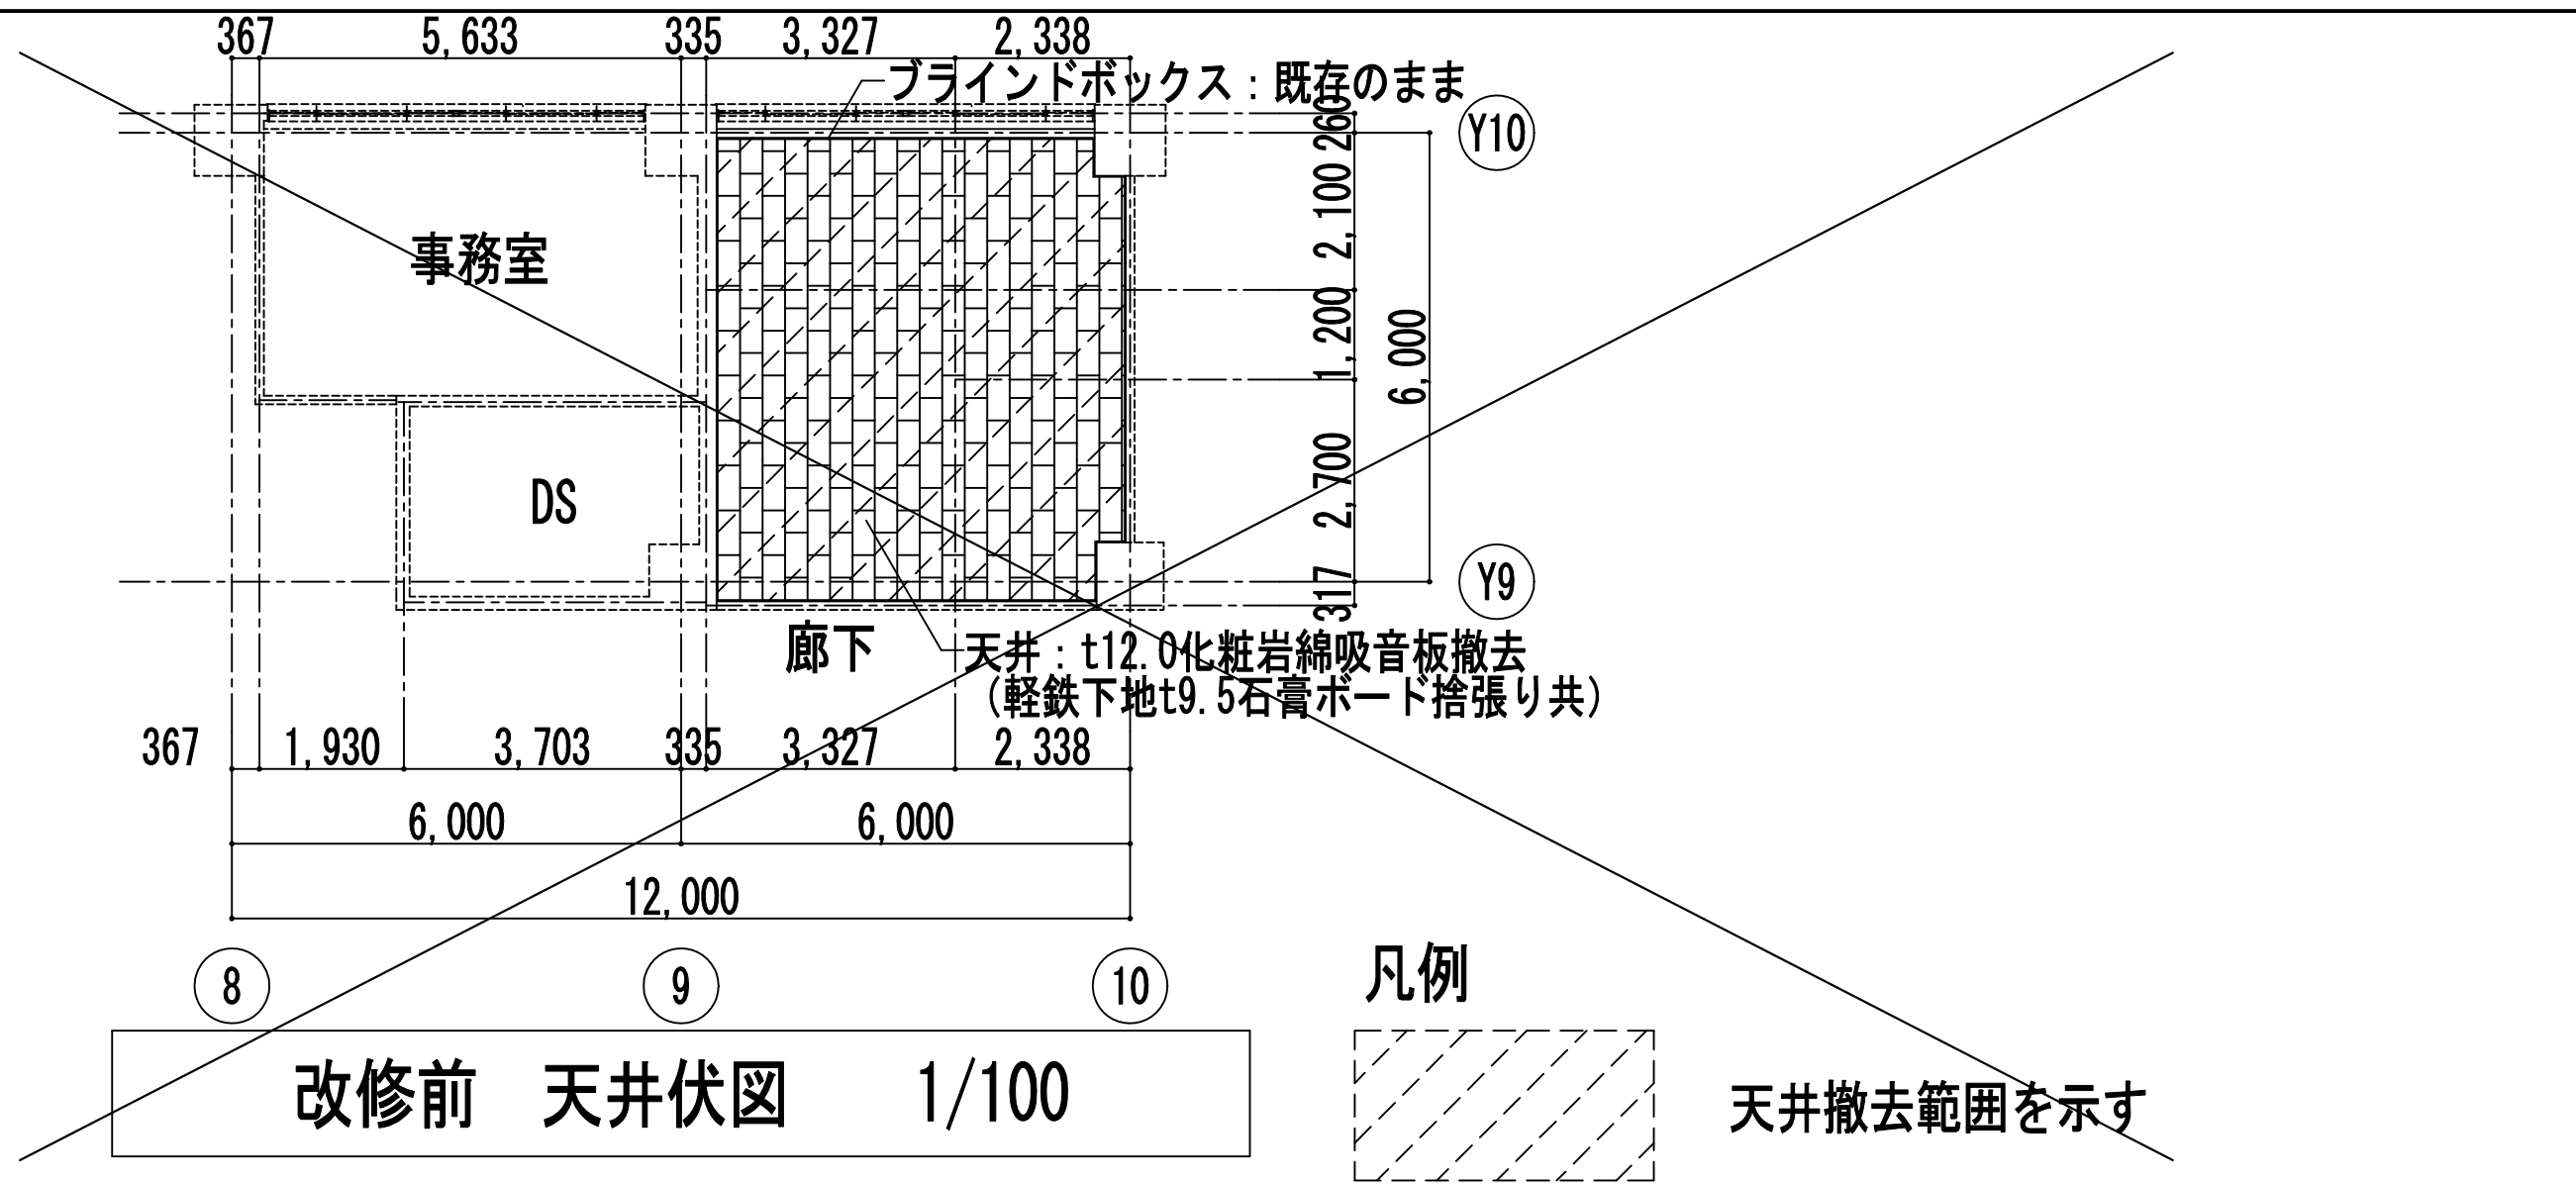 367 5,633 335 3,327 2,338
ブラインドボックス：既存のまま
260
Y10
2,100
事務室
1,200
6,000
2,700
DS
Y9
317
廊下
天井：t12.0化粧岩綿吸音板撤去
（軽鉄下地t9.5石膏ボード捨張り共）
367 1,930 3,703 335 3,327 2,338
6,000 6,000
12,000
8 9 10
凡例
改修前 天井伏図 1/100
天井撤去範囲を示す